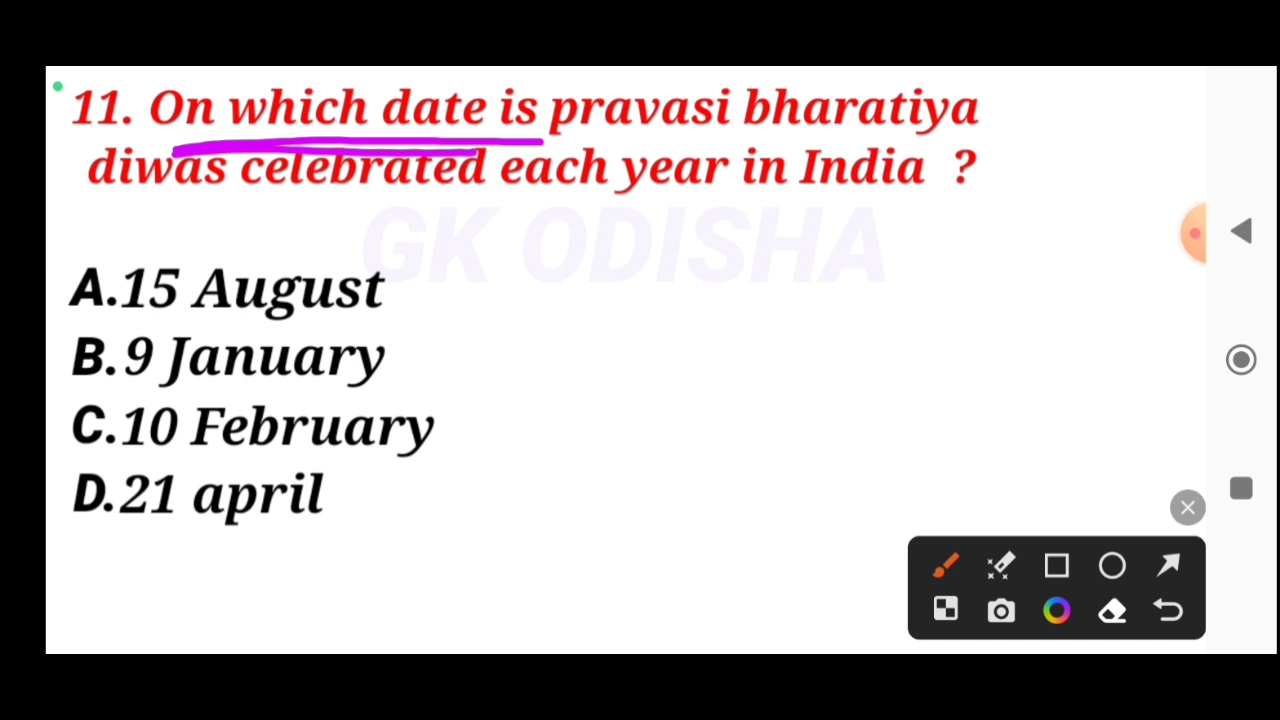 11. On which date is pravasi bharatiya
diwas celebrated each year in India ?
GK ODISHA
A.15 August
B.9 January
C.10 February
D.21 april